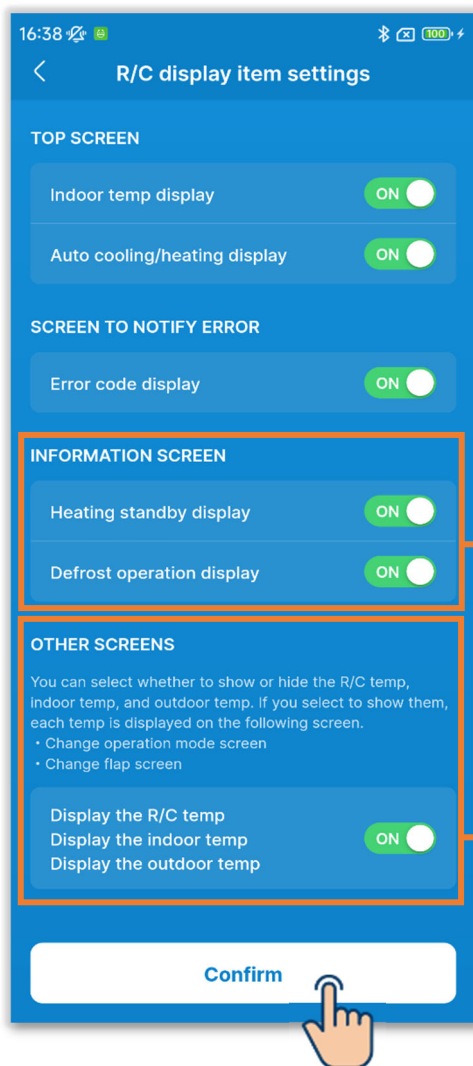 16:38
100
R/C display item settings
TOP SCREEN
Indoor temp display
ON
Auto cooling/heating display
ON
SCREEN TO NOTIFY ERROR
Error code display
ON
INFORMATION SCREEN
Heating standby display
ON
Defrost operation display
ON
OTHER SCREENS
You can select whether to show or hide the R/C temp,
indoor temp, and outdoor temp. If you select to show them,
each temp is displayed on the following screen.
・Change operation mode screen
・Change flap screen
Display the R/C temp
Display the indoor temp
ON
Display the outdoor temp
Confirm